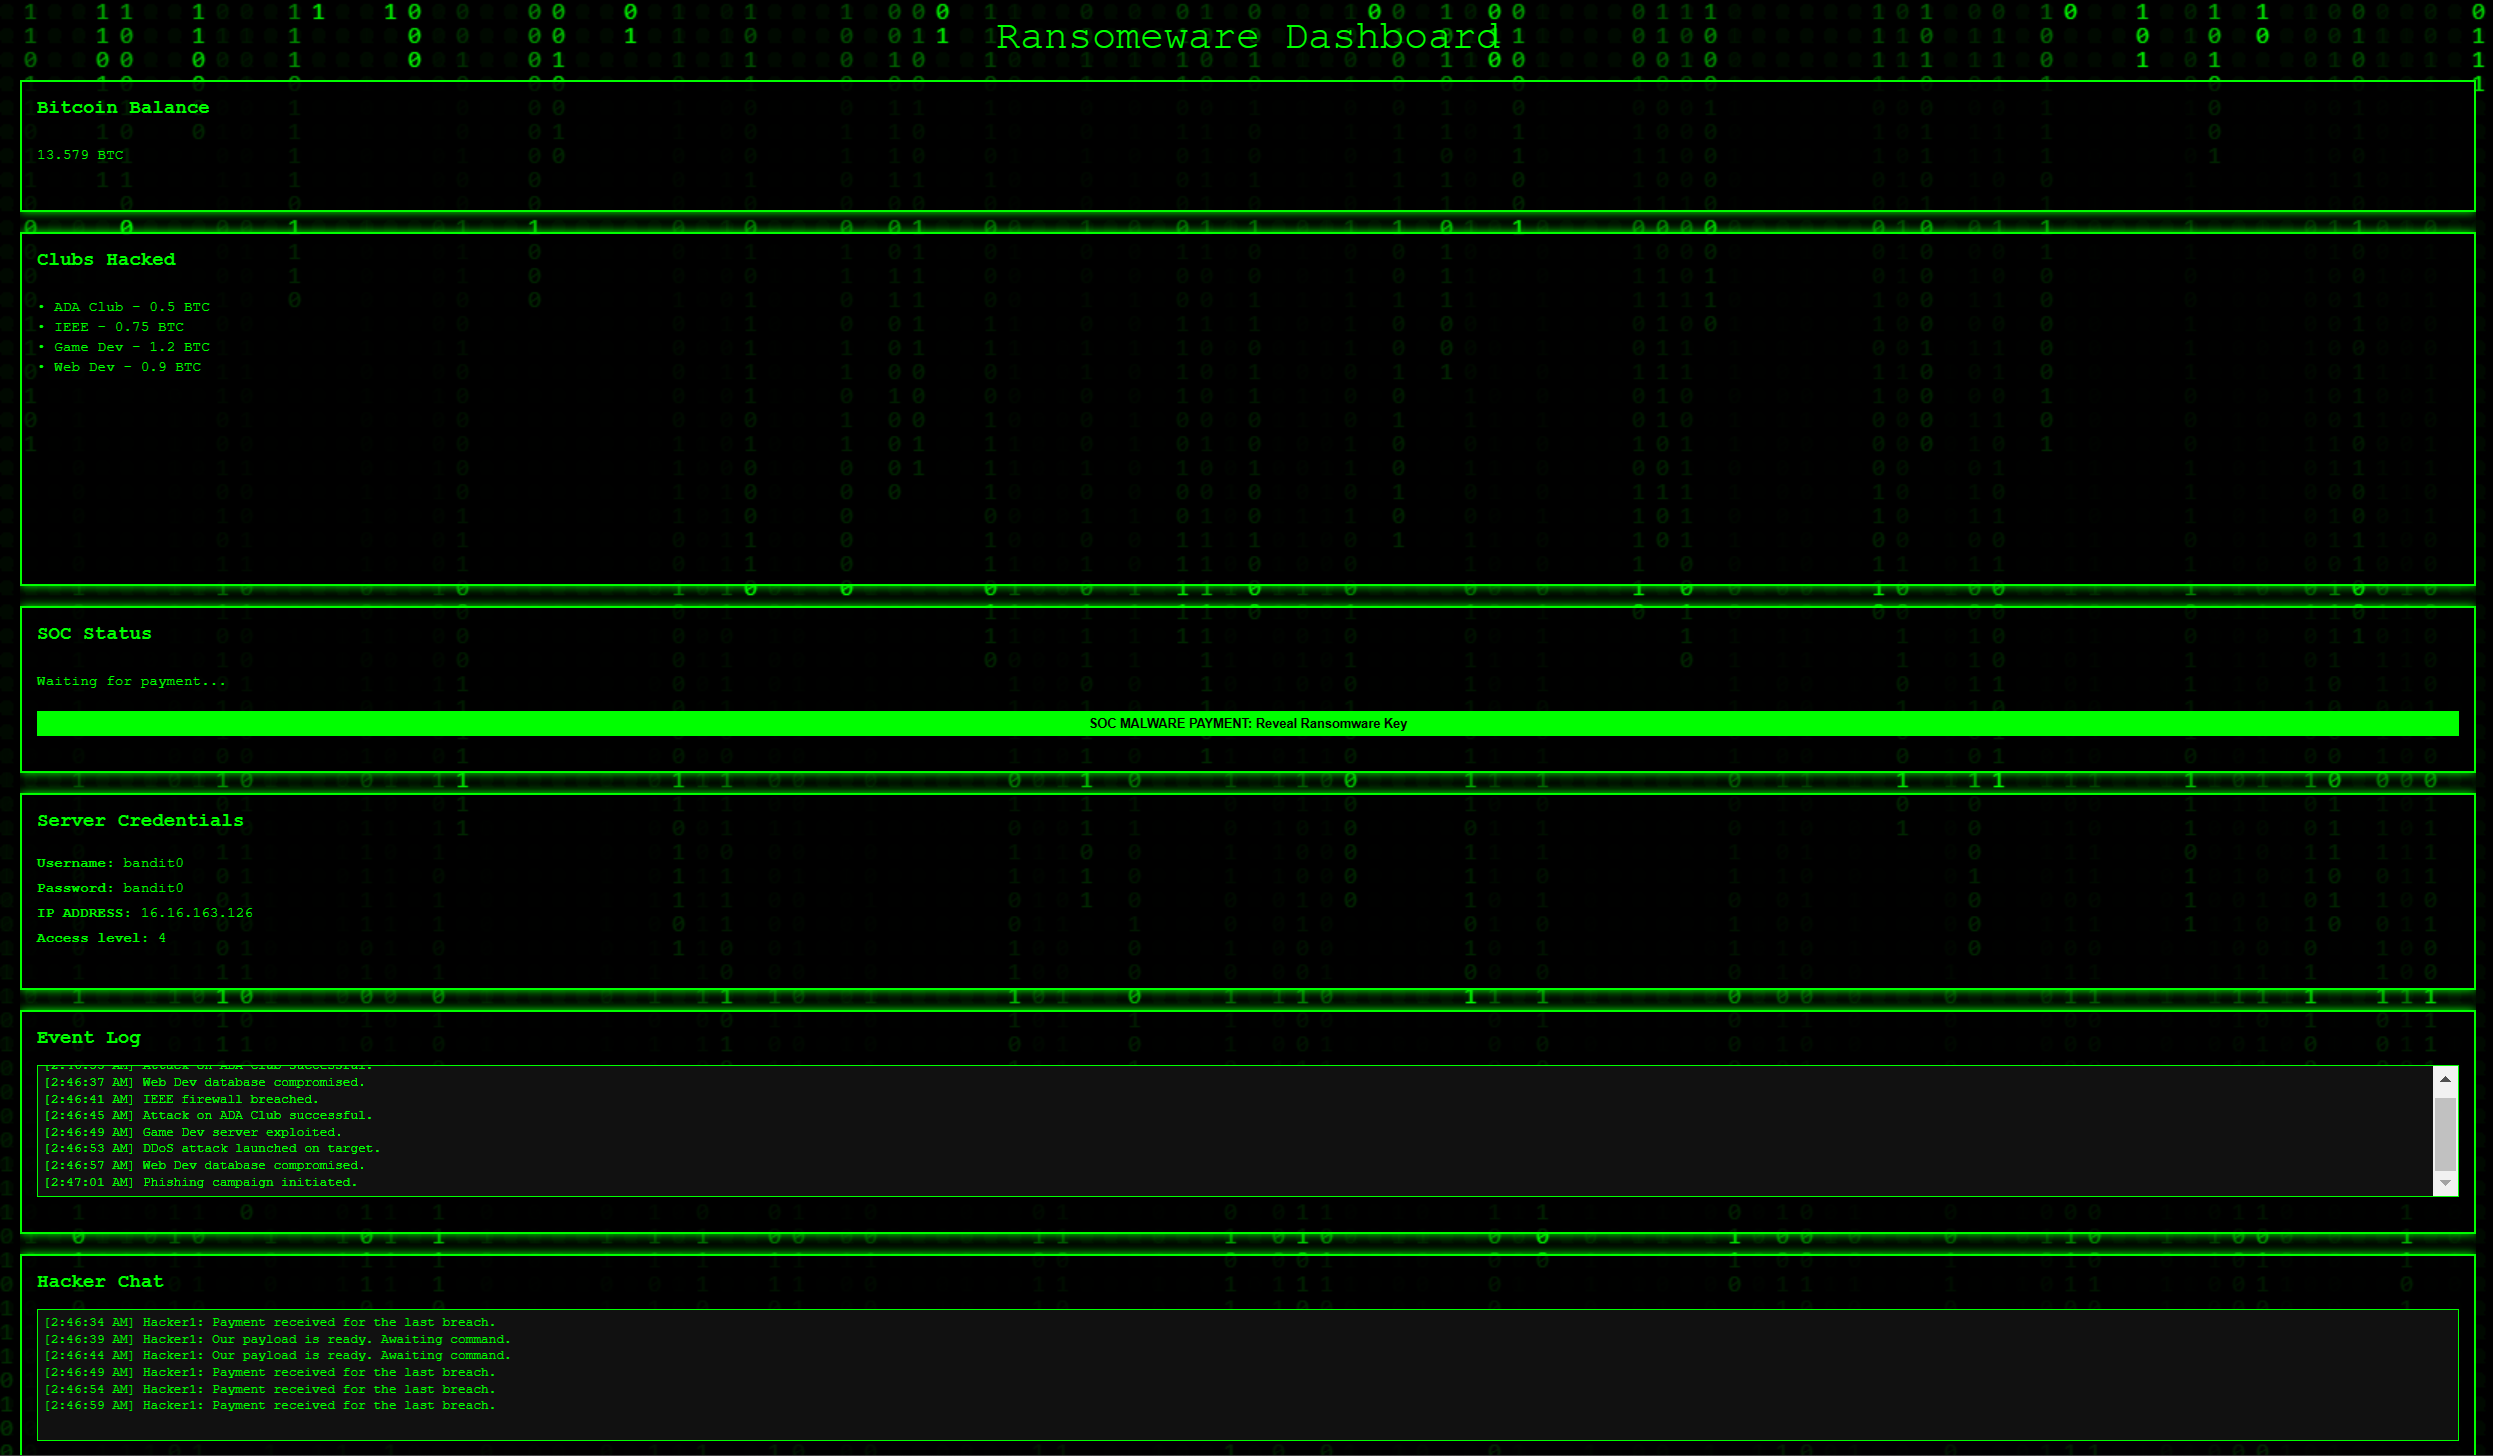 Ransomeware Dashboard
Bitcoin Balance
13.579 BTC
Clubs Hacked
• ADA Club - 0.5 BTC
• IEEE - 0.75 BTC
• Game Dev - 1.2 BTC
• Web Dev - 0.9 BTC
SOC Status
Waiting for payment...
SOC MALWARE PAYMENT: Reveal Ransomware Key
Server Credentials
Username: bandit0
Password: bandit0
IP ADDRESS: 16.16.163.126
Access level: 4
Event Log
Attack on ADA Club successful.
[2:46:37 AM] Web Dev database compromised.
[2:46:41 AM] IEEE firewall breached.
[2:46:45 AM] Attack on ADA Club successful.
[2:46:49 AM] Game Dev server exploited.
[2:46:53 AM] DDoS attack launched on target.
[2:46:57 AM] Web Dev database compromised.
[2:47:01 AM] Phishing campaign initiated.
Hacker Chat
[2:46:34 AM] Hacker1: Payment received for the last breach.
[2:46:39 AM] Hacker1: Our payload is ready. Awaiting command.
[2:46:44 AM] Hacker1: Our payload is ready. Awaiting command.
[2:46:49 AM] Hacker1: Payment received for the last breach.
[2:46:54 AM] Hacker1: Payment received for the last breach.
[2:46:59 AM] Hacker1: Payment received for the last breach.